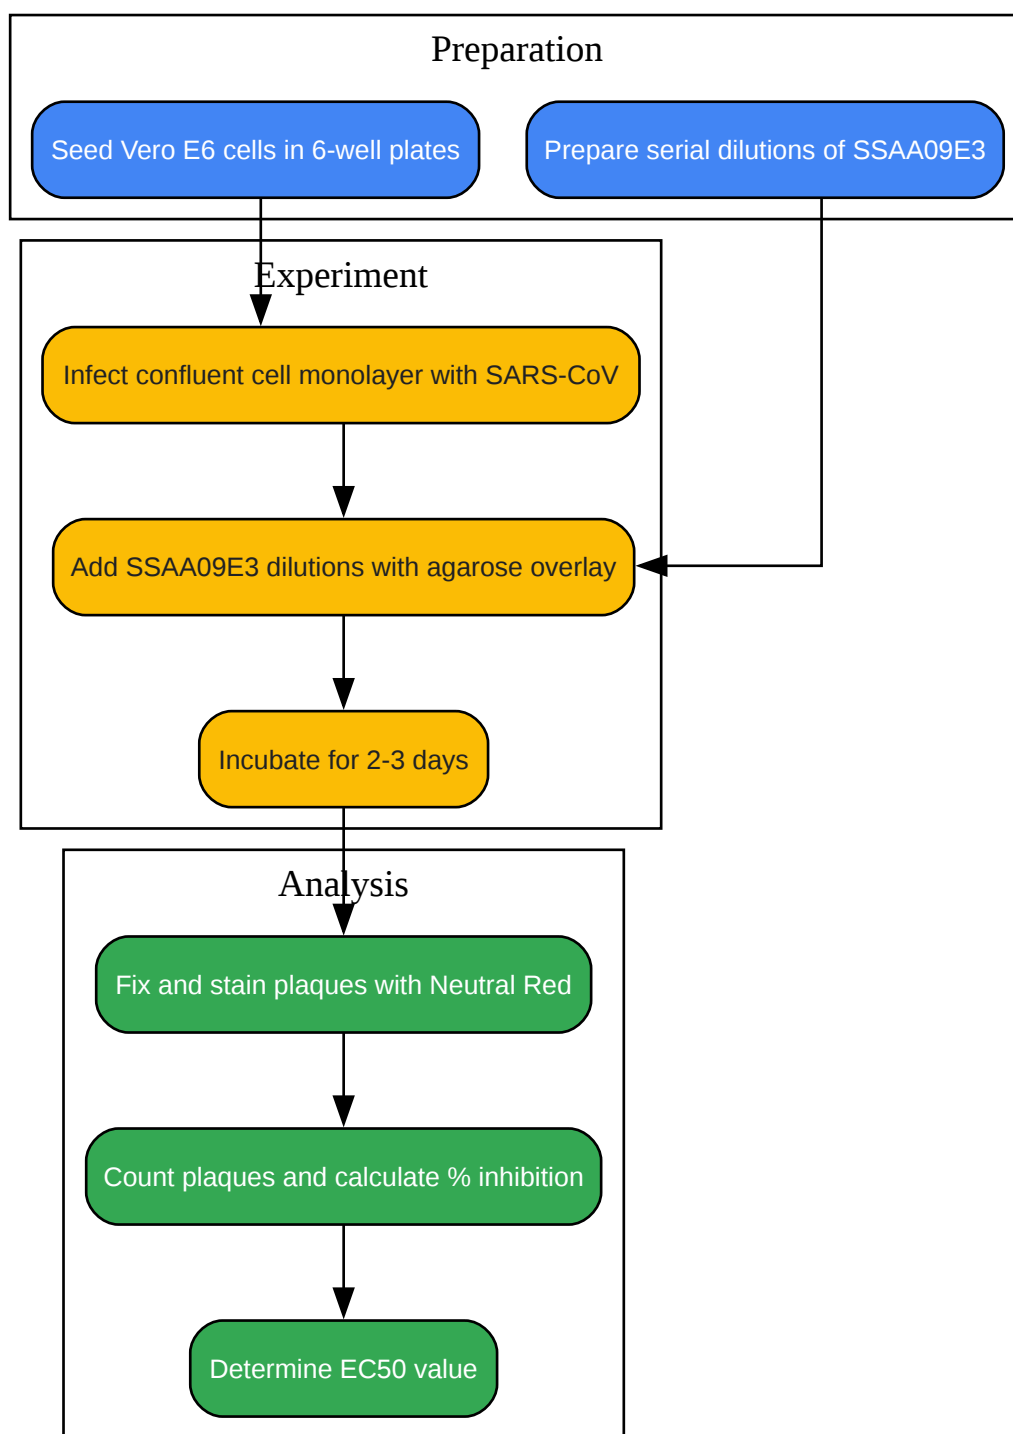 Preparation
Seed Vero E6 cells in 6-well plates
Prepare serial dilutions of SSAA09E3
Experiment
Infect confluent cell monolayer with SARS-CoV
Add SSAA09E3 dilutions with agarose overlay
Incubate for 2-3 days
Analysis
Fix and stain plaques with Neutral Red
Count plaques and calculate % inhibition
Determine EC50 value